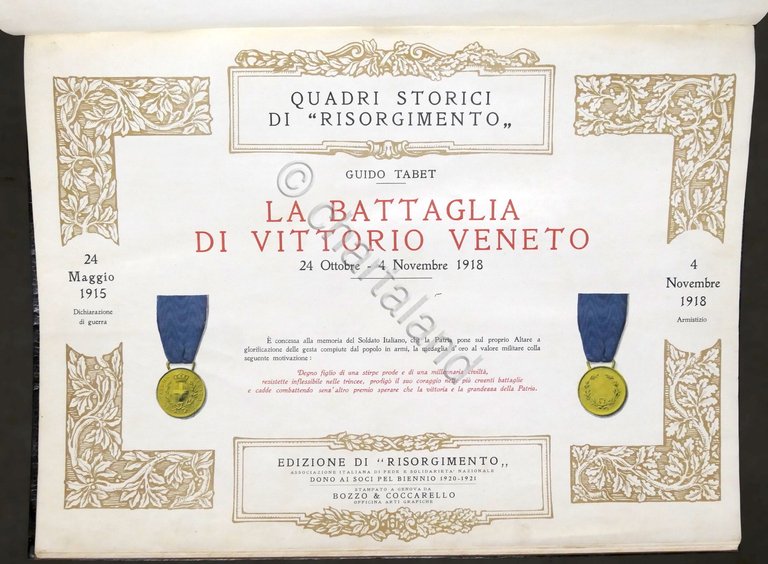 QUADRI STORICI
DI "RISORGIMENTO„
GUIDO TABET
LA BATTAGLIA
DI VITTORIO VENETO
24 Ottobre - 4 Novembre 1918
24
Maggio
1915
Dichiarazione
di guerra
4
Novembre
1918
Armistizio
È concessa alla memoria del Soldato Italiano, che la Patria pone sul proprio Altare a
glorificazione delle gesta compiute dal popolo in armi, la medaglia d'oro al valore militare colla
seguente motivazione:
Degno figlio di una stirpe prode e di una millenaria civiltà,
resistette inflessibile nelle trincee, prodigò il suo coraggio nelle più cruenti battaglie
e cadde combattendo senz'altro premio sperare che la vittoria e la grandezza della Patria.
EDIZIONE DI "RISORGIMENTO„
ASSOCIAZIONE ITALIANA DI FEDE E SOLIDARIETA' NAZIONALE
DONO AI SOCI PEL BIENNIO 1920-1921
STAMPATO A GENOVA DA
BOZZO & COCCARELLO
OFFICINA ARTI GRAFICHE
© chartaland